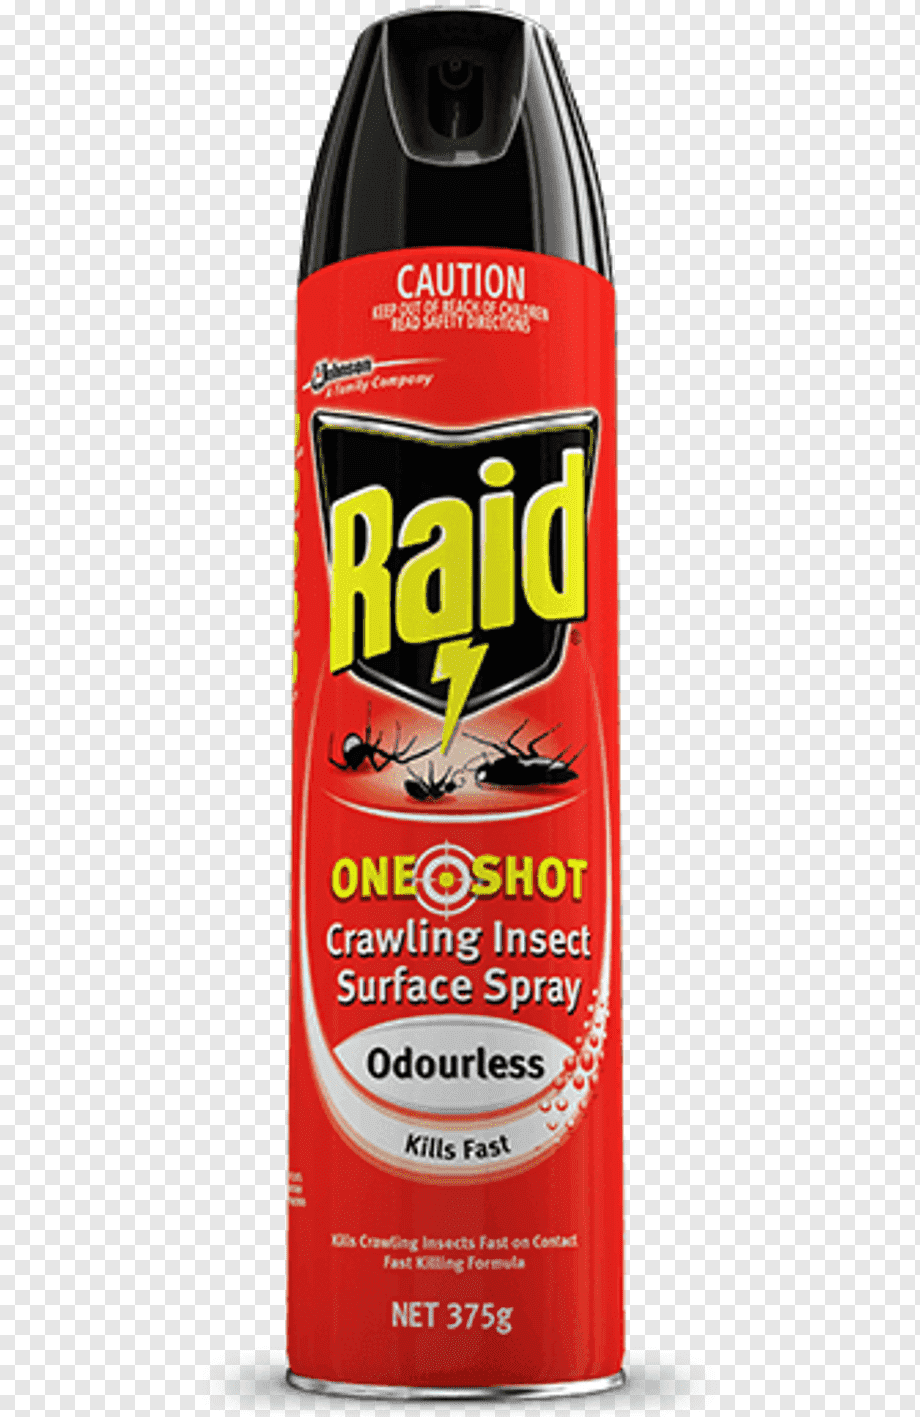 CAUTION
KEEP OUT OF REACH OF CHILDREN
READ SAFETY DIRECTIONS
Johnson
A Family Company
Raid
®
ONE SHOT
Crawling Insect
Surface Spray
Odourless
Kills Fast
Kills Crawling Insects Fast on Contact
Fast Killing Formula
NET 375g